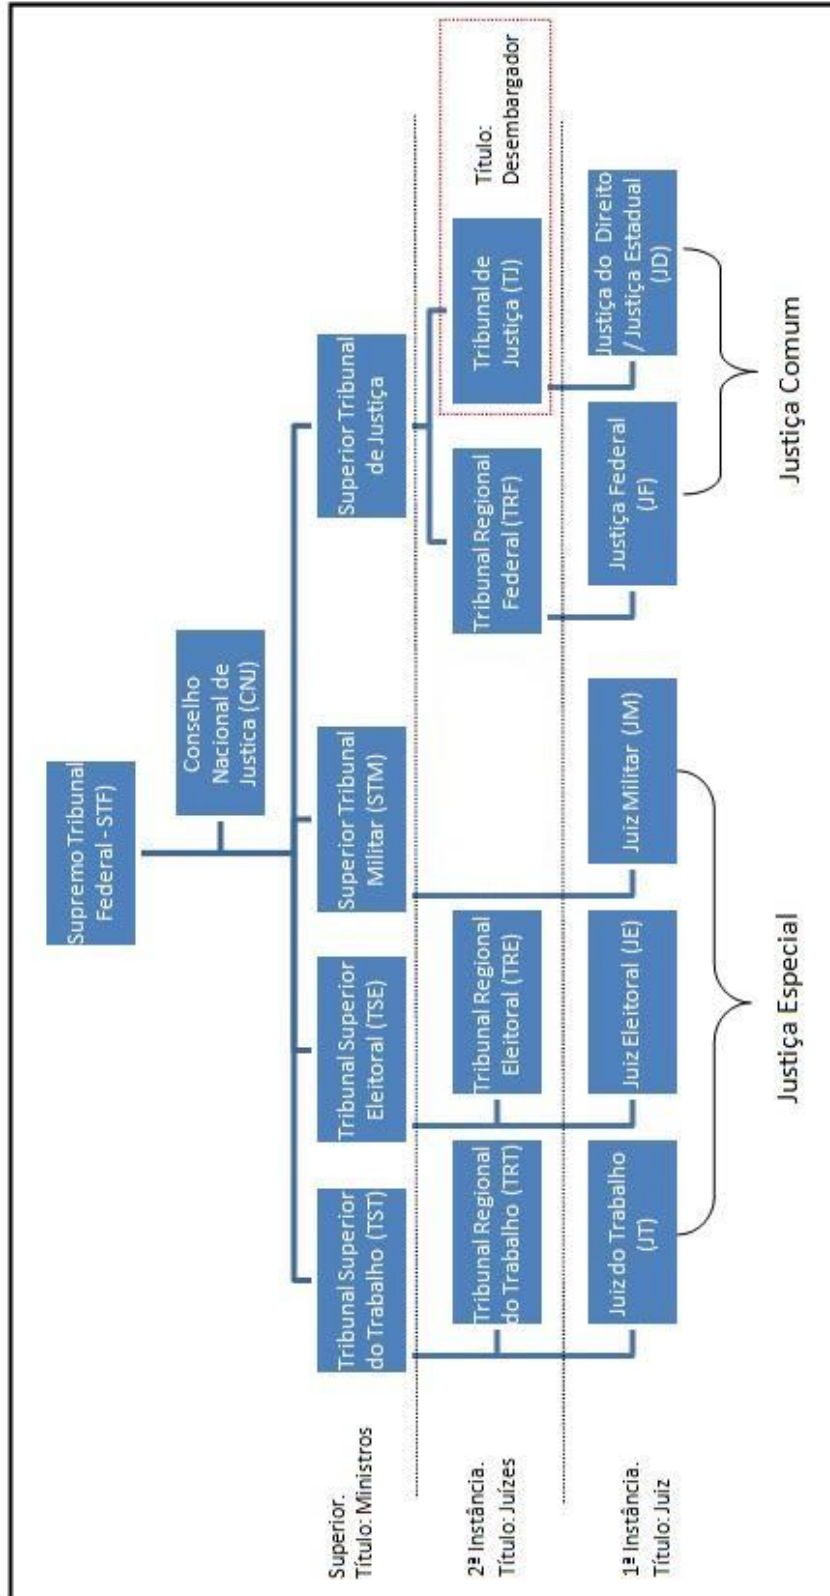 Supremo Tribunal
Federal - STF)
Conselho
Nacional de
Justica (CNJ)
Superior.
Título: Ministros
Tribunal Superior
do Trabalho (TST)
Tribunal Superior
Eleitoral (TSE)
Superior Tribunal
Militar (STM)
Superior Tribunal
de Justiça
2ª Instância.
Título: Juízes
Tribunal Regional
do Trabalho (TRT)
Tribunal Regional
Eleitoral (TRE)
Tribunal Regional
Federal (TRF)
Tribunal de
Justiça (TJ)
Título:
Desembargador
1ª Instância.
Título: Juiz
Juiz do Trabalho
(JT)
Juiz Eleitoral (JE)
Juiz Militar (JM)
Justiça Federal
(JF)
Justiça do Direito
/ Justiça Estadual
(JD)
Justiça Especial
Justiça Comum